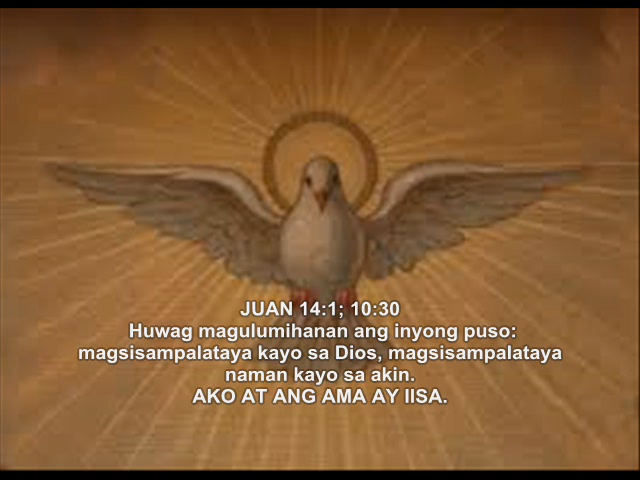 JUAN 14:1; 10:30
Huwag magulumihanan ang inyong puso:
magsisampalataya kayo sa Dios, magsisampalataya
naman kayo sa akin.
AKO AT ANG AMA AY IISA.